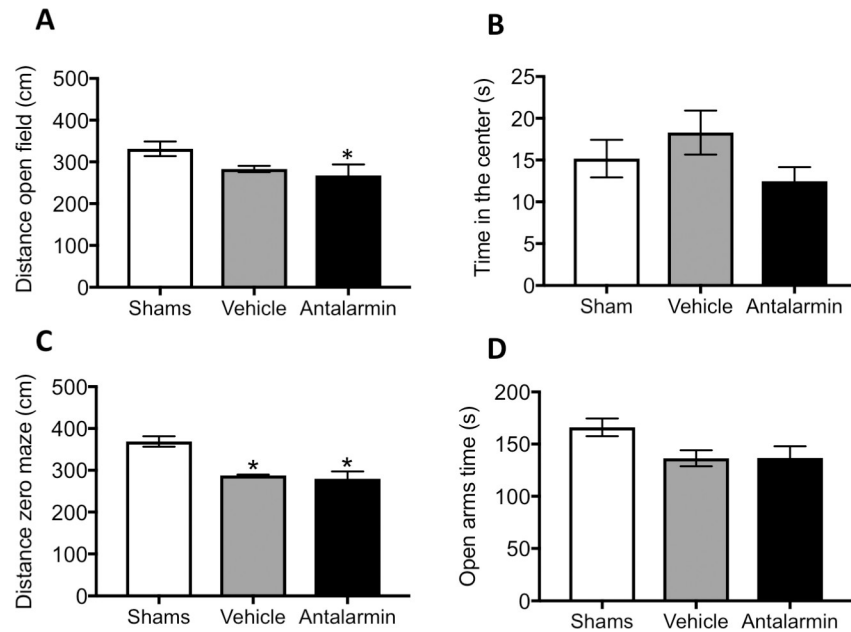 A
Distance open field (cm)
500
400
300
200
100
0
*
Shams Vehicle Antalarmin
B
Time in the center (s)
25
20
15
10
5
0
Sham Vehicle Antalarmin
C
Distance zero maze (cm)
500
400
300
200
100
0
* *
Shams Vehicle Antalarmin
D
Open arms time (s)
200
150
100
50
0
Shams Vehicle Antalarmin